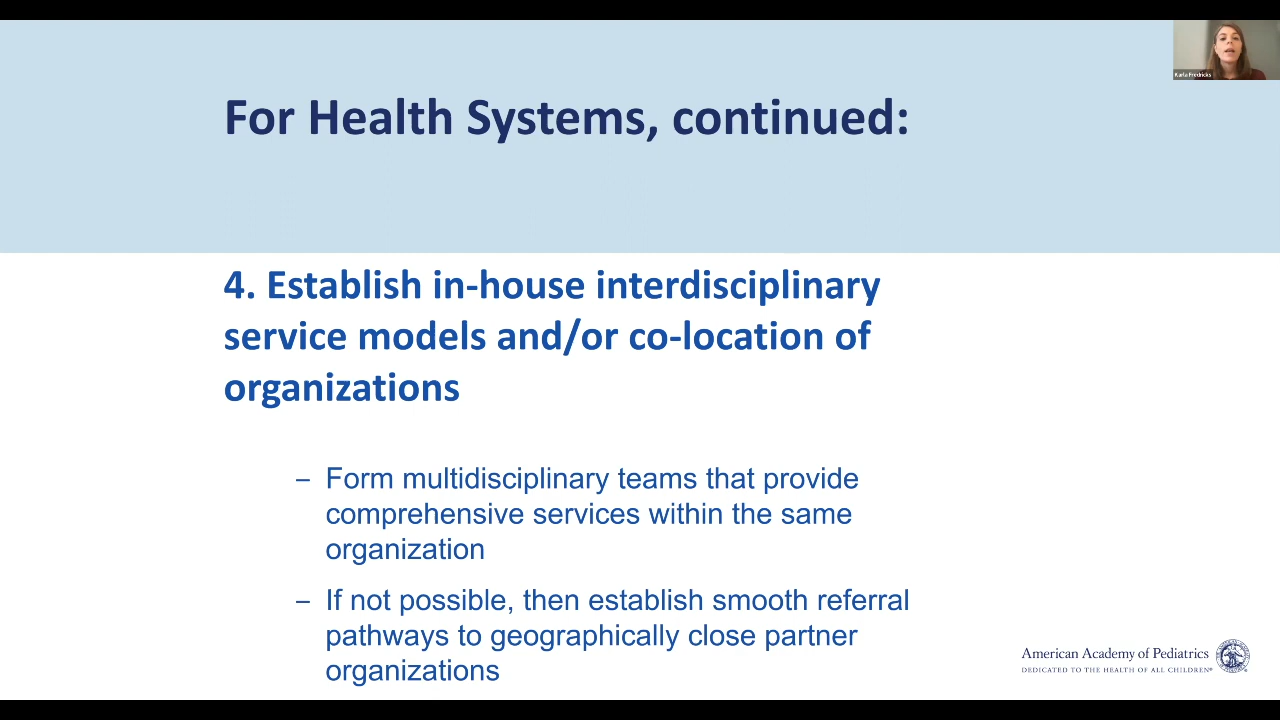 Karla Fredricks
For Health Systems, continued:
4. Establish in-house interdisciplinary
service models and/or co-location of
organizations
– Form multidisciplinary teams that provide
comprehensive services within the same
organization
– If not possible, then establish smooth referral
pathways to geographically close partner
organizations
American Academy of Pediatrics
DEDICATED TO THE HEALTH OF ALL CHILDREN®